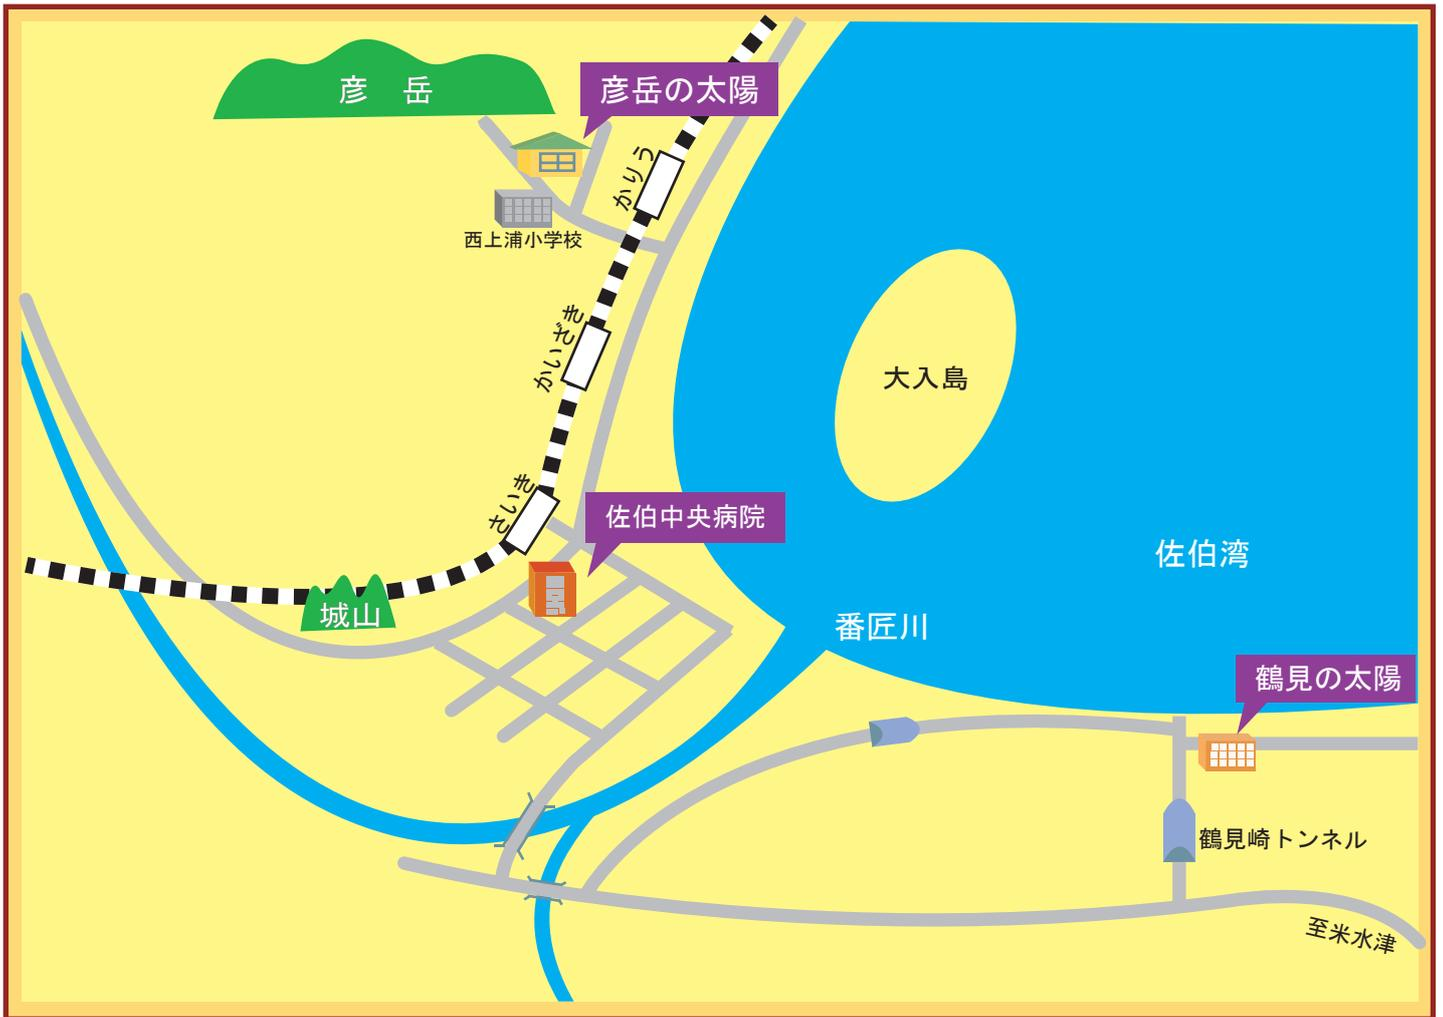 彦　岳
彦岳の太陽
かりう
西上浦小学校
かいざき
大入島
さいき
佐伯中央病院
佐伯湾
城山
番匠川
鶴見の太陽
鶴見崎トンネル
至米水津